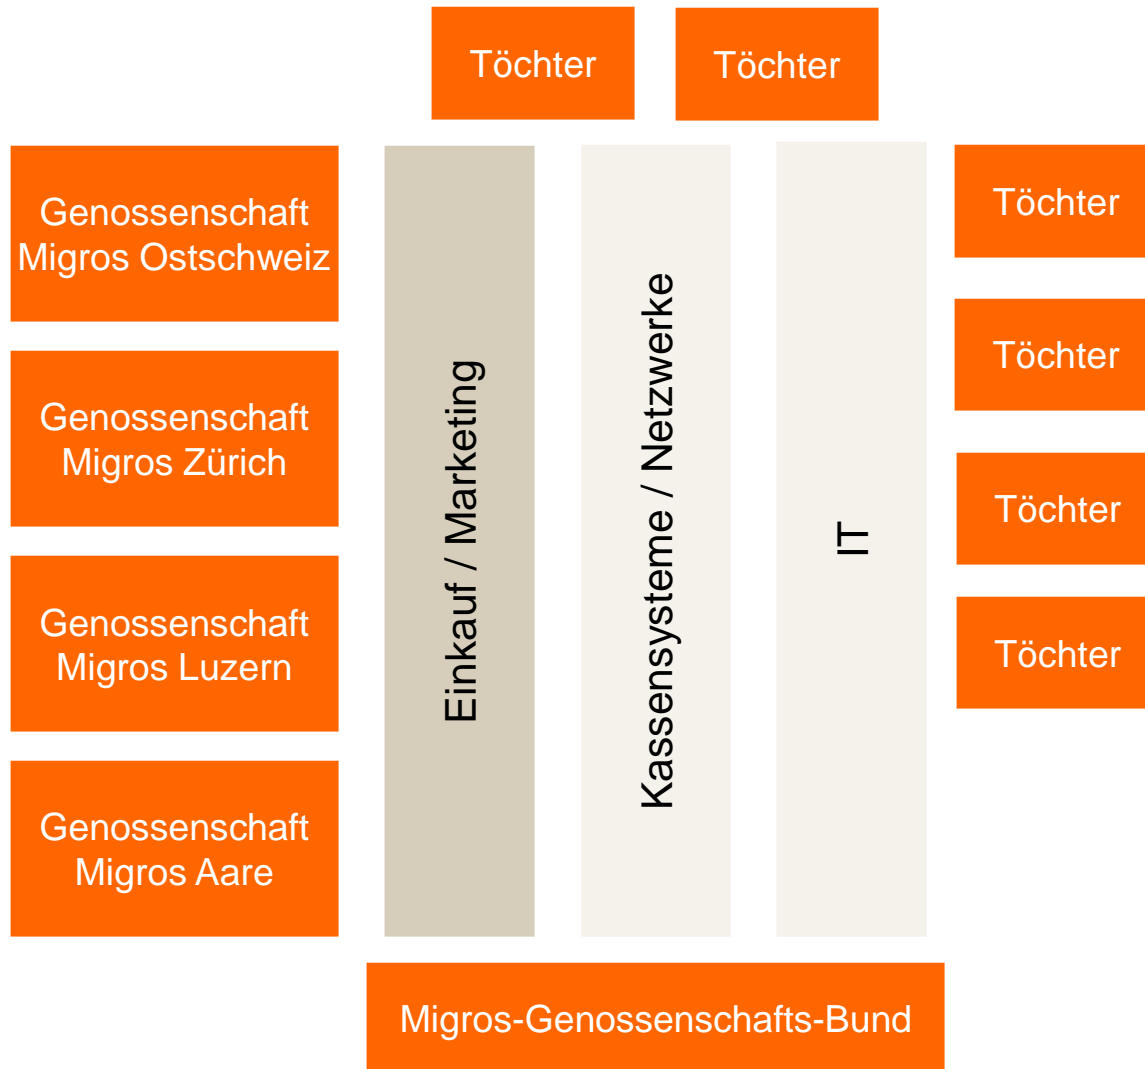 Töchter
Töchter
Genossenschaft
Migros Ostschweiz
Genossenschaft
Migros Zürich
Genossenschaft
Migros Luzern
Genossenschaft
Migros Aare
Einkauf / Marketing
Kassensysteme / Netzwerke
IT
Töchter
Töchter
Töchter
Töchter
Migros-Genossenschafts-Bund